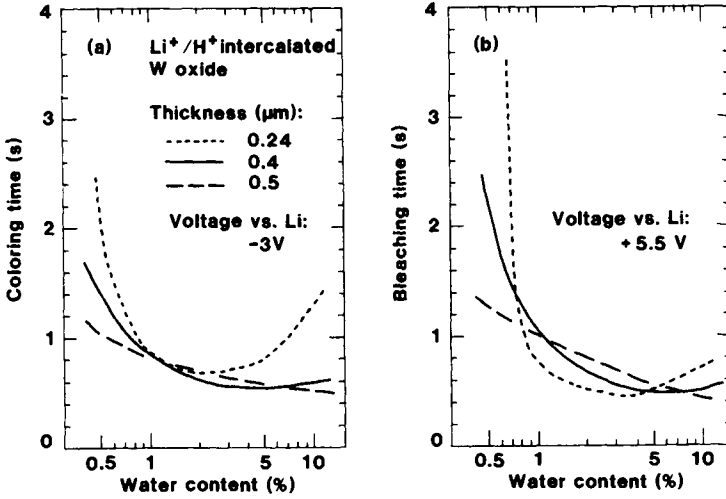 (a) Li⁺/H⁺ intercalated
W oxide
Thickness (µm):
0.24
0.4
0.5
Voltage vs. Li:
-3V
Coloring time (s)
4
3
2
1
0
0.5 1 5 10
Water content (%)
(b)
Voltage vs. Li:
+5.5 V
Bleaching time (s)
4
3
2
1
0
0.5 1 5 10
Water content (%)